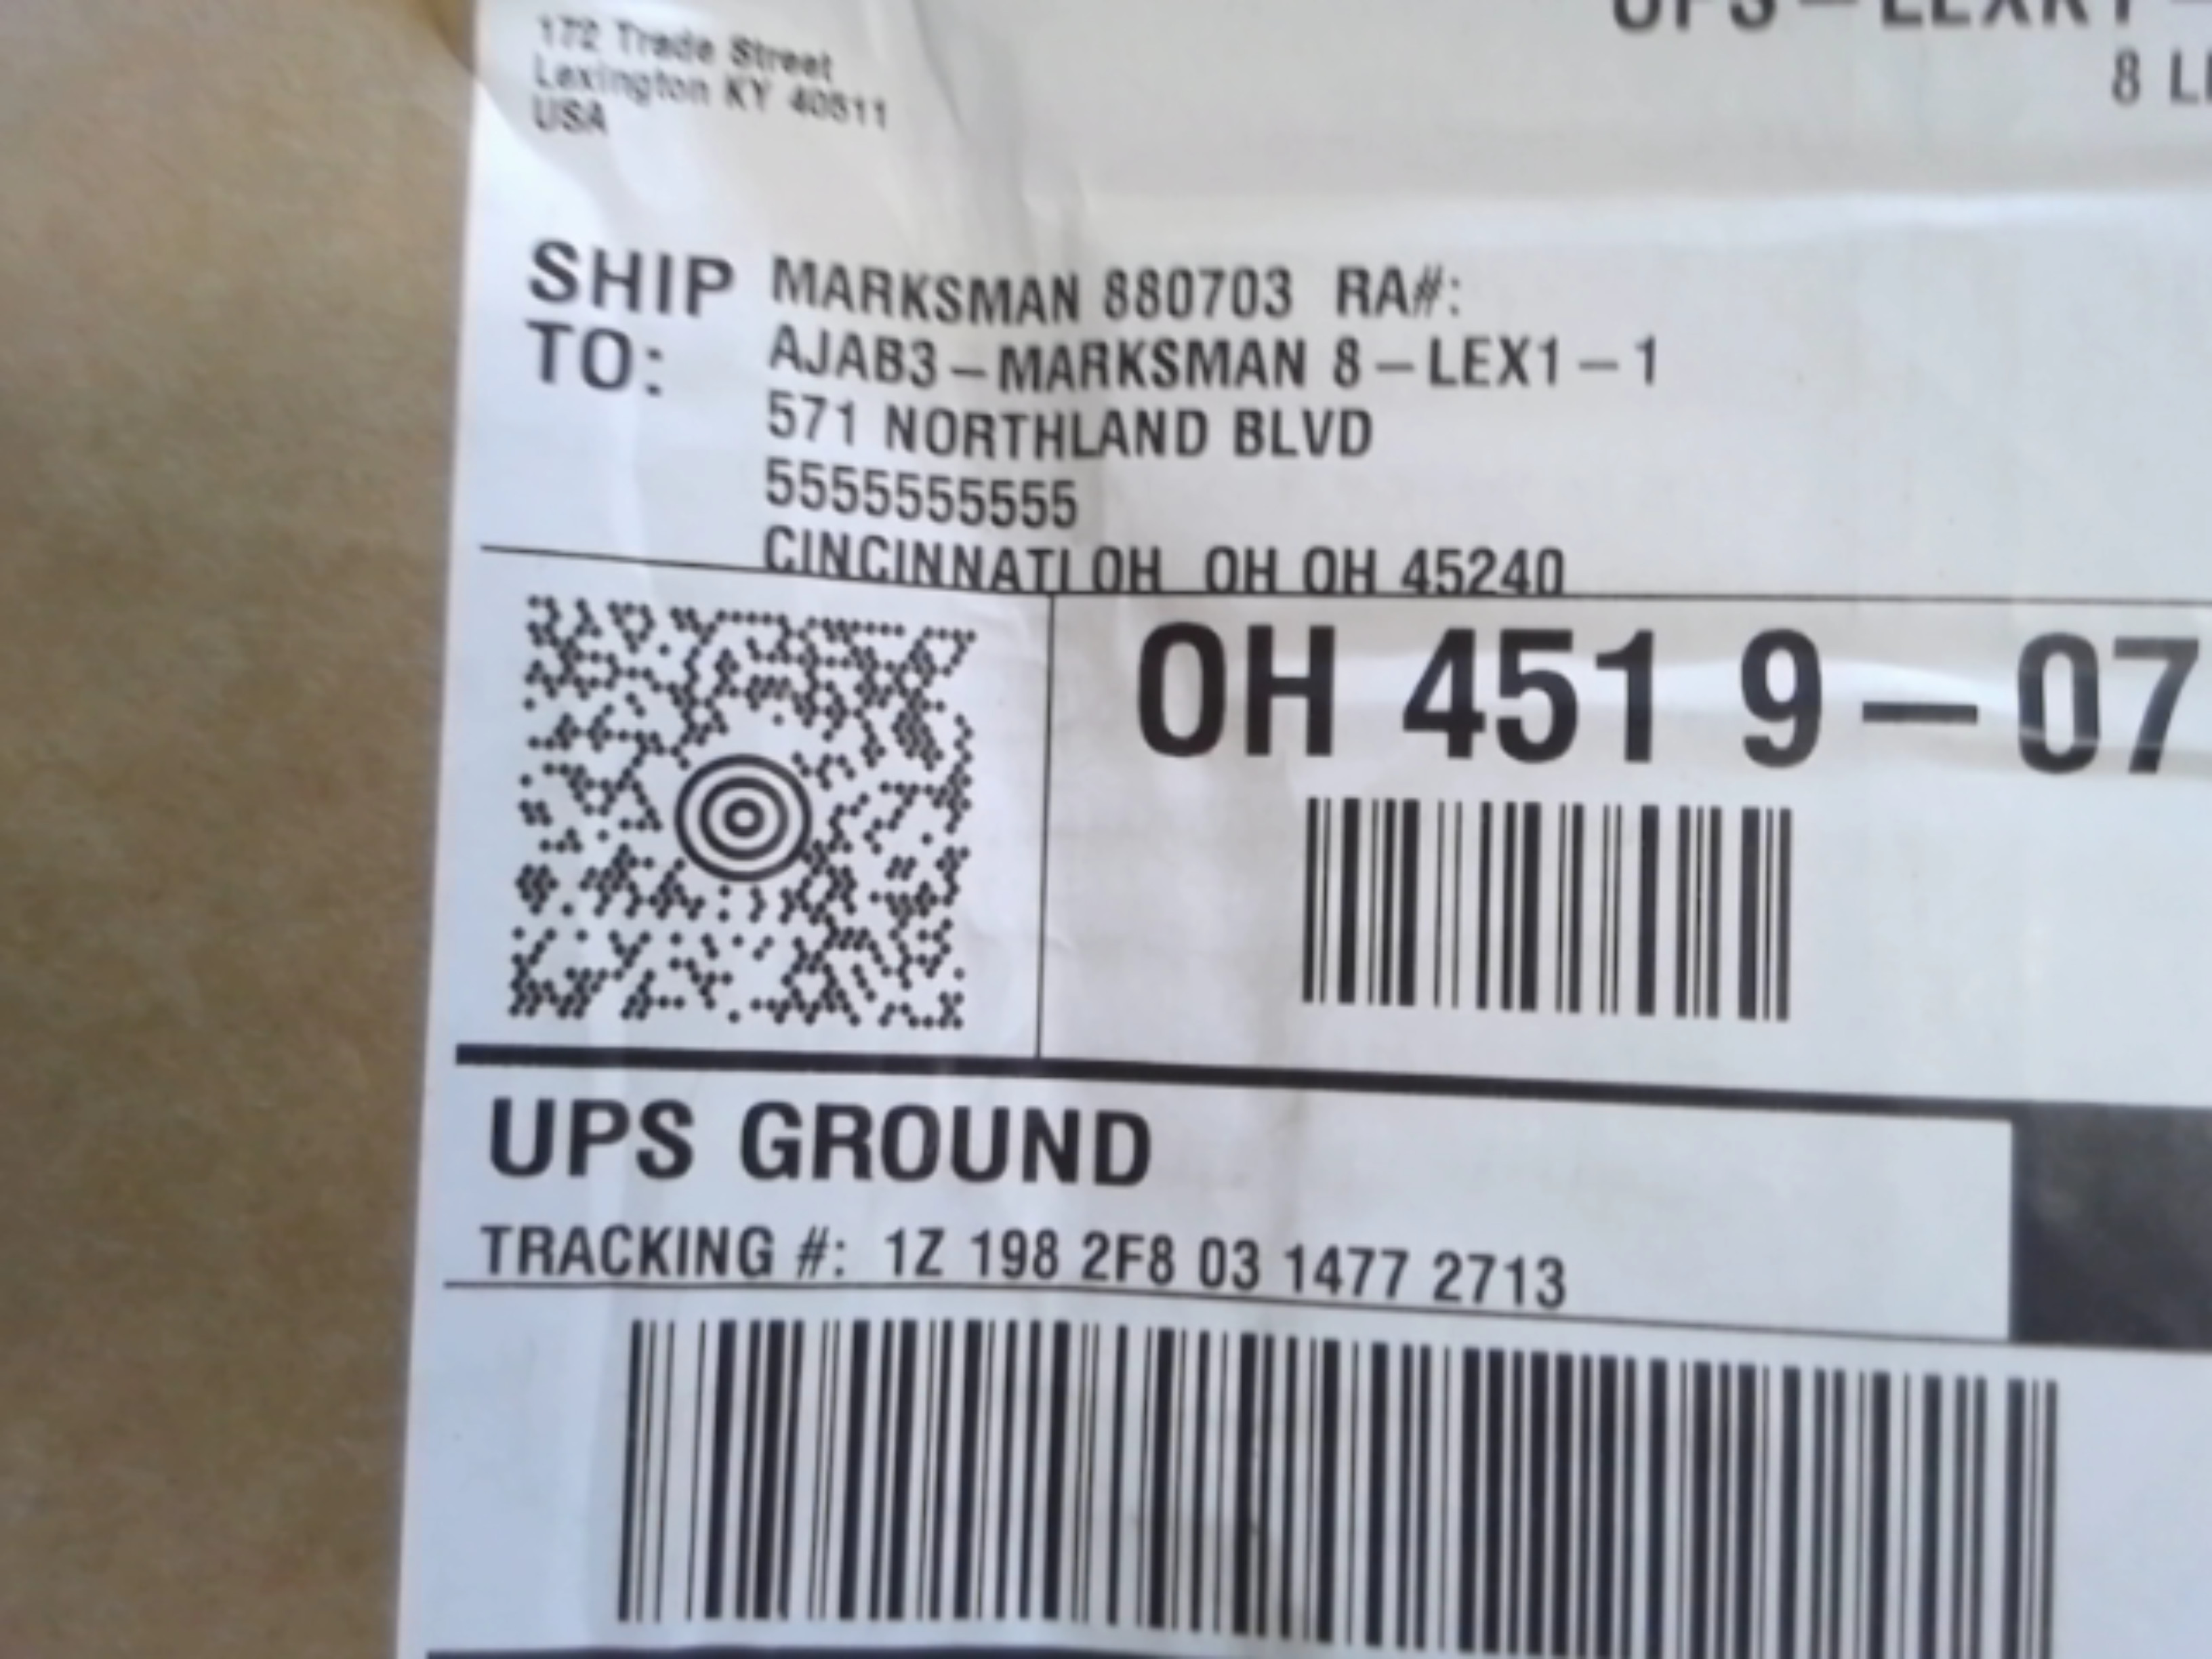 172 Trade Street
Lexington KY 40511
USA
UPS - LEXKY -
8 L
SHIP TO:
MARKSMAN 880703 RA#:
AJAB3-MARKSMAN 8-LEX1-1
571 NORTHLAND BLVD
5555555555
CINCINNATI OH OH OH 45240
OH 451 9-07
UPS GROUND
TRACKING #: 1Z 198 2F8 03 1477 2713